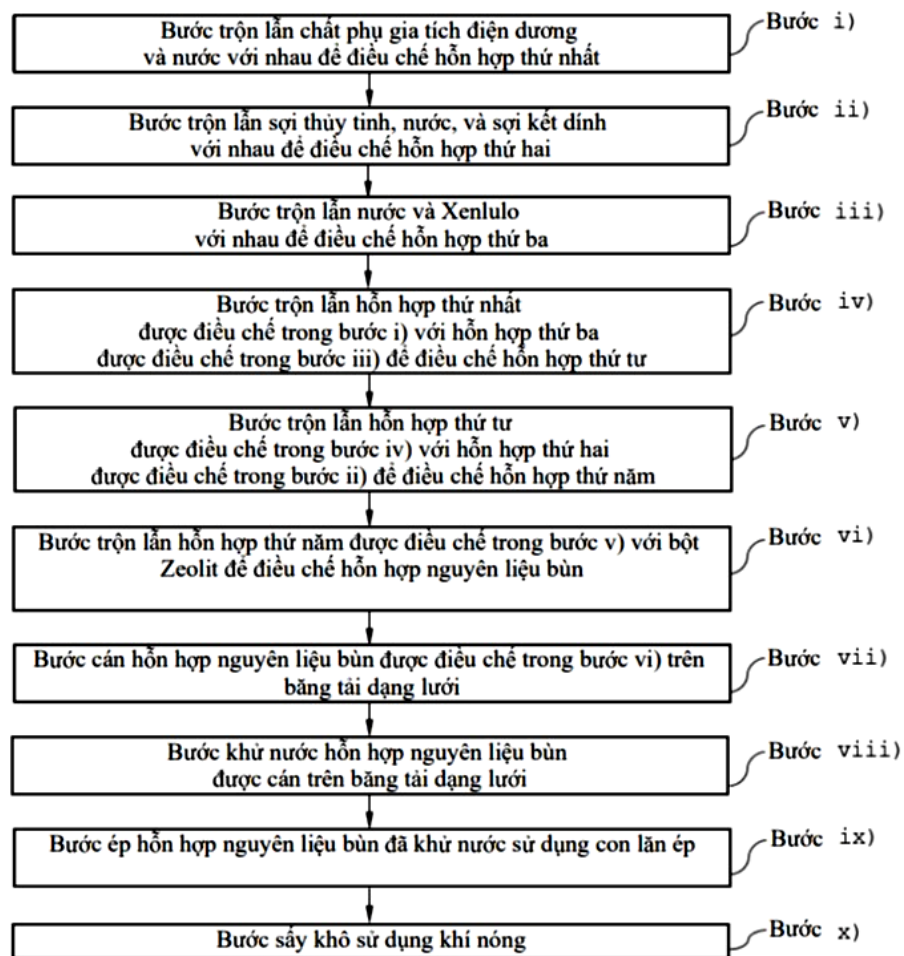 Bước trộn lẫn chất phụ gia tích điện dương
và nước với nhau để điều chế hỗn hợp thứ nhất
Bước i)
Bước trộn lẫn sợi thủy tinh, nước, và sợi kết dính
với nhau để điều chế hỗn hợp thứ hai
Bước ii)
Bước trộn lẫn nước và Xenlulo
với nhau để điều chế hỗn hợp thứ ba
Bước iii)
Bước trộn lẫn hỗn hợp thứ nhất
được điều chế trong bước i) với hỗn hợp thứ ba
được điều chế trong bước iii) để điều chế hỗn hợp thứ tư
Bước iv)
Bước trộn lẫn hỗn hợp thứ tư
được điều chế trong bước iv) với hỗn hợp thứ hai
được điều chế trong bước ii) để điều chế hỗn hợp thứ năm
Bước v)
Bước trộn lẫn hỗn hợp thứ năm được điều chế trong bước v) với bột
Zeolit để điều chế hỗn hợp nguyên liệu bùn
Bước vi)
Bước cán hỗn hợp nguyên liệu bùn được điều chế trong bước vi) trên
băng tải dạng lưới
Bước vii)
Bước khử nước hỗn hợp nguyên liệu bùn
được cán trên băng tải dạng lưới
Bước viii)
Bước ép hỗn hợp nguyên liệu bùn đã khử nước sử dụng con lăn ép
Bước ix)
Bước sấy khô sử dụng khí nóng
Bước x)